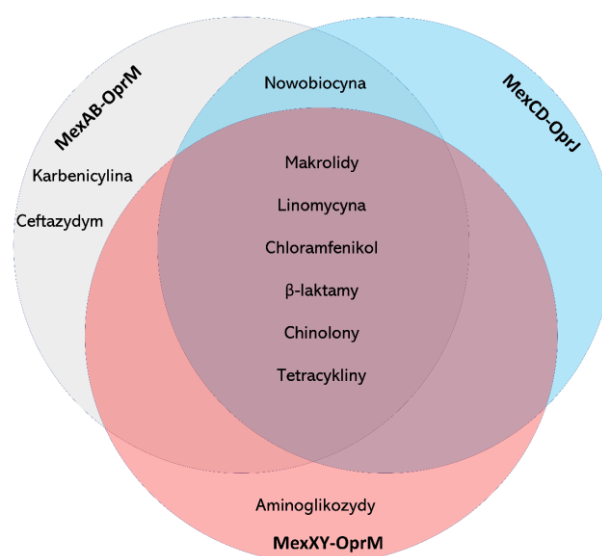 MexAB-OprM
Nowobiocyna
MexCD-OprJ
Karbenicylina
Ceftazydym
Makrolidy
Linomycyna
Chloramfenikol
β-laktamy
Chinolony
Tetracykliny
Aminoglikozydy
MexXY-OprM